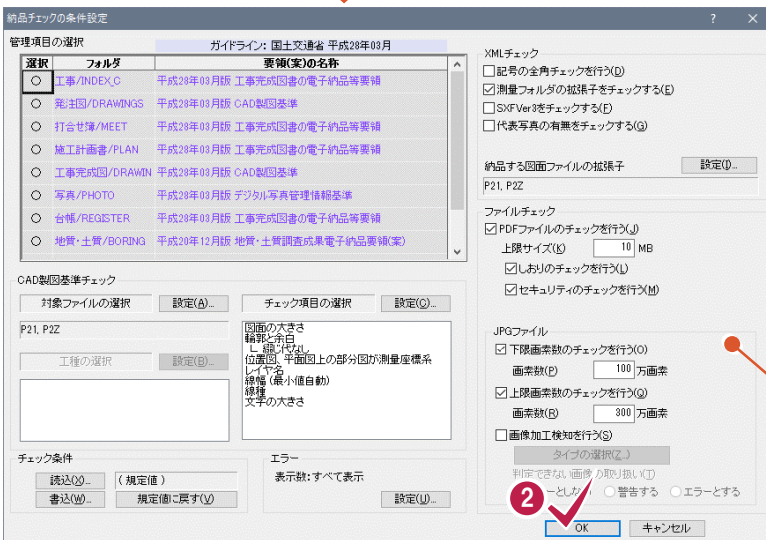 納品チェックの条件設定
管理項目の選択
ガイドライン: 国土交通省 平成28年03月
選択 フォルダ 要領(案)の名称
工事/INDEX_C 平成28年03月版 工事完成図書の電子納品等要領
発注図/DRAWINGS 平成28年03月版 CAD製図基準
打合せ簿/MEET 平成28年03月版 工事完成図書の電子納品等要領
施工計画書/PLAN 平成28年03月版 工事完成図書の電子納品等要領
工事完成図/DRAWIN 平成28年03月版 CAD製図基準
写真/PHOTO 平成28年03月版 デジタル写真管理情報基準
台帳/REGISTER 平成28年03月版 工事完成図書の電子納品等要領
地質・土質/BORING 平成20年12月版 地質・土質調査成果電子納品要領(案)
CAD製図基準チェック
対象ファイルの選択 設定(A)...
P21, P2Z
工種の選択 設定(B)...
チェック項目の選択 設定(C)...
図面の大きさ
輪郭と余白
└ 綴じ代なし
位置図、平面図上の部分図が測量座標系
レイヤ名
線幅 (最小値自動)
線種
文字の大きさ
チェック条件
読込(X)... (規定値)
書込(W)... 規定値に戻す(V)
エラー
表示数:すべて表示
設定(U)...
XMLチェック
記号の全角チェックを行う(D)
測量フォルダの拡張子をチェックする(E)
SXFVer3をチェックする(F)
代表写真の有無をチェックする(G)
納品する図面ファイルの拡張子 設定(I)...
P21, P2Z
ファイルチェック
PDFファイルのチェックを行う(J)
上限サイズ(K) 10 MB
しおりのチェックを行う(L)
セキュリティのチェックを行う(M)
JPGファイル
下限画素数のチェックを行う(O)
画素数(P) 100 万画素
上限画素数のチェックを行う(Q)
画素数(R) 300 万画素
画像加工検知を行う(S)
タイプの選択(Z...)
判定できない画像の取り扱い(T)
ーとしない 警告する エラーとする
2
OK キャンセル